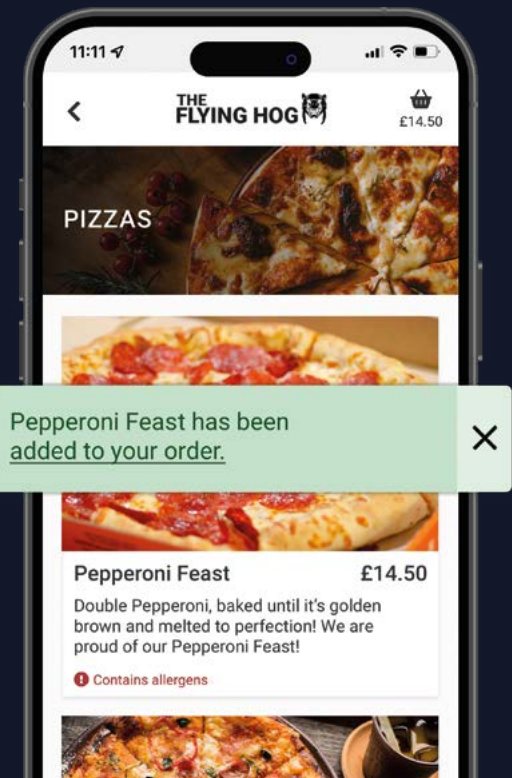 11:11
THE
FLYING HOG
£14.50
PIZZAS
Pepperoni Feast has been
added to your order.
Pepperoni Feast £14.50
Double Pepperoni, baked until it's golden
brown and melted to perfection! We are
proud of our Pepperoni Feast!
Contains allergens